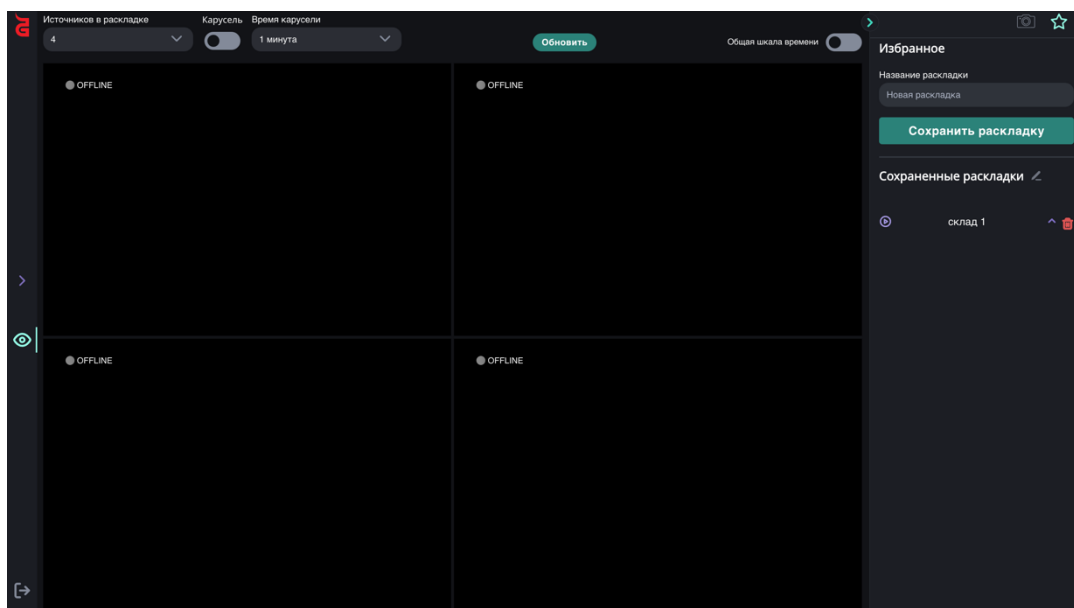 Источников в раскладке
Карусель
Время карусели
4
1 минута
Обновить
Общая шкала времени
Избранное
Название раскладки
Новая раскладка
Сохранить раскладку
Сохраненные раскладки
склад 1
OFFLINE
OFFLINE
OFFLINE
OFFLINE